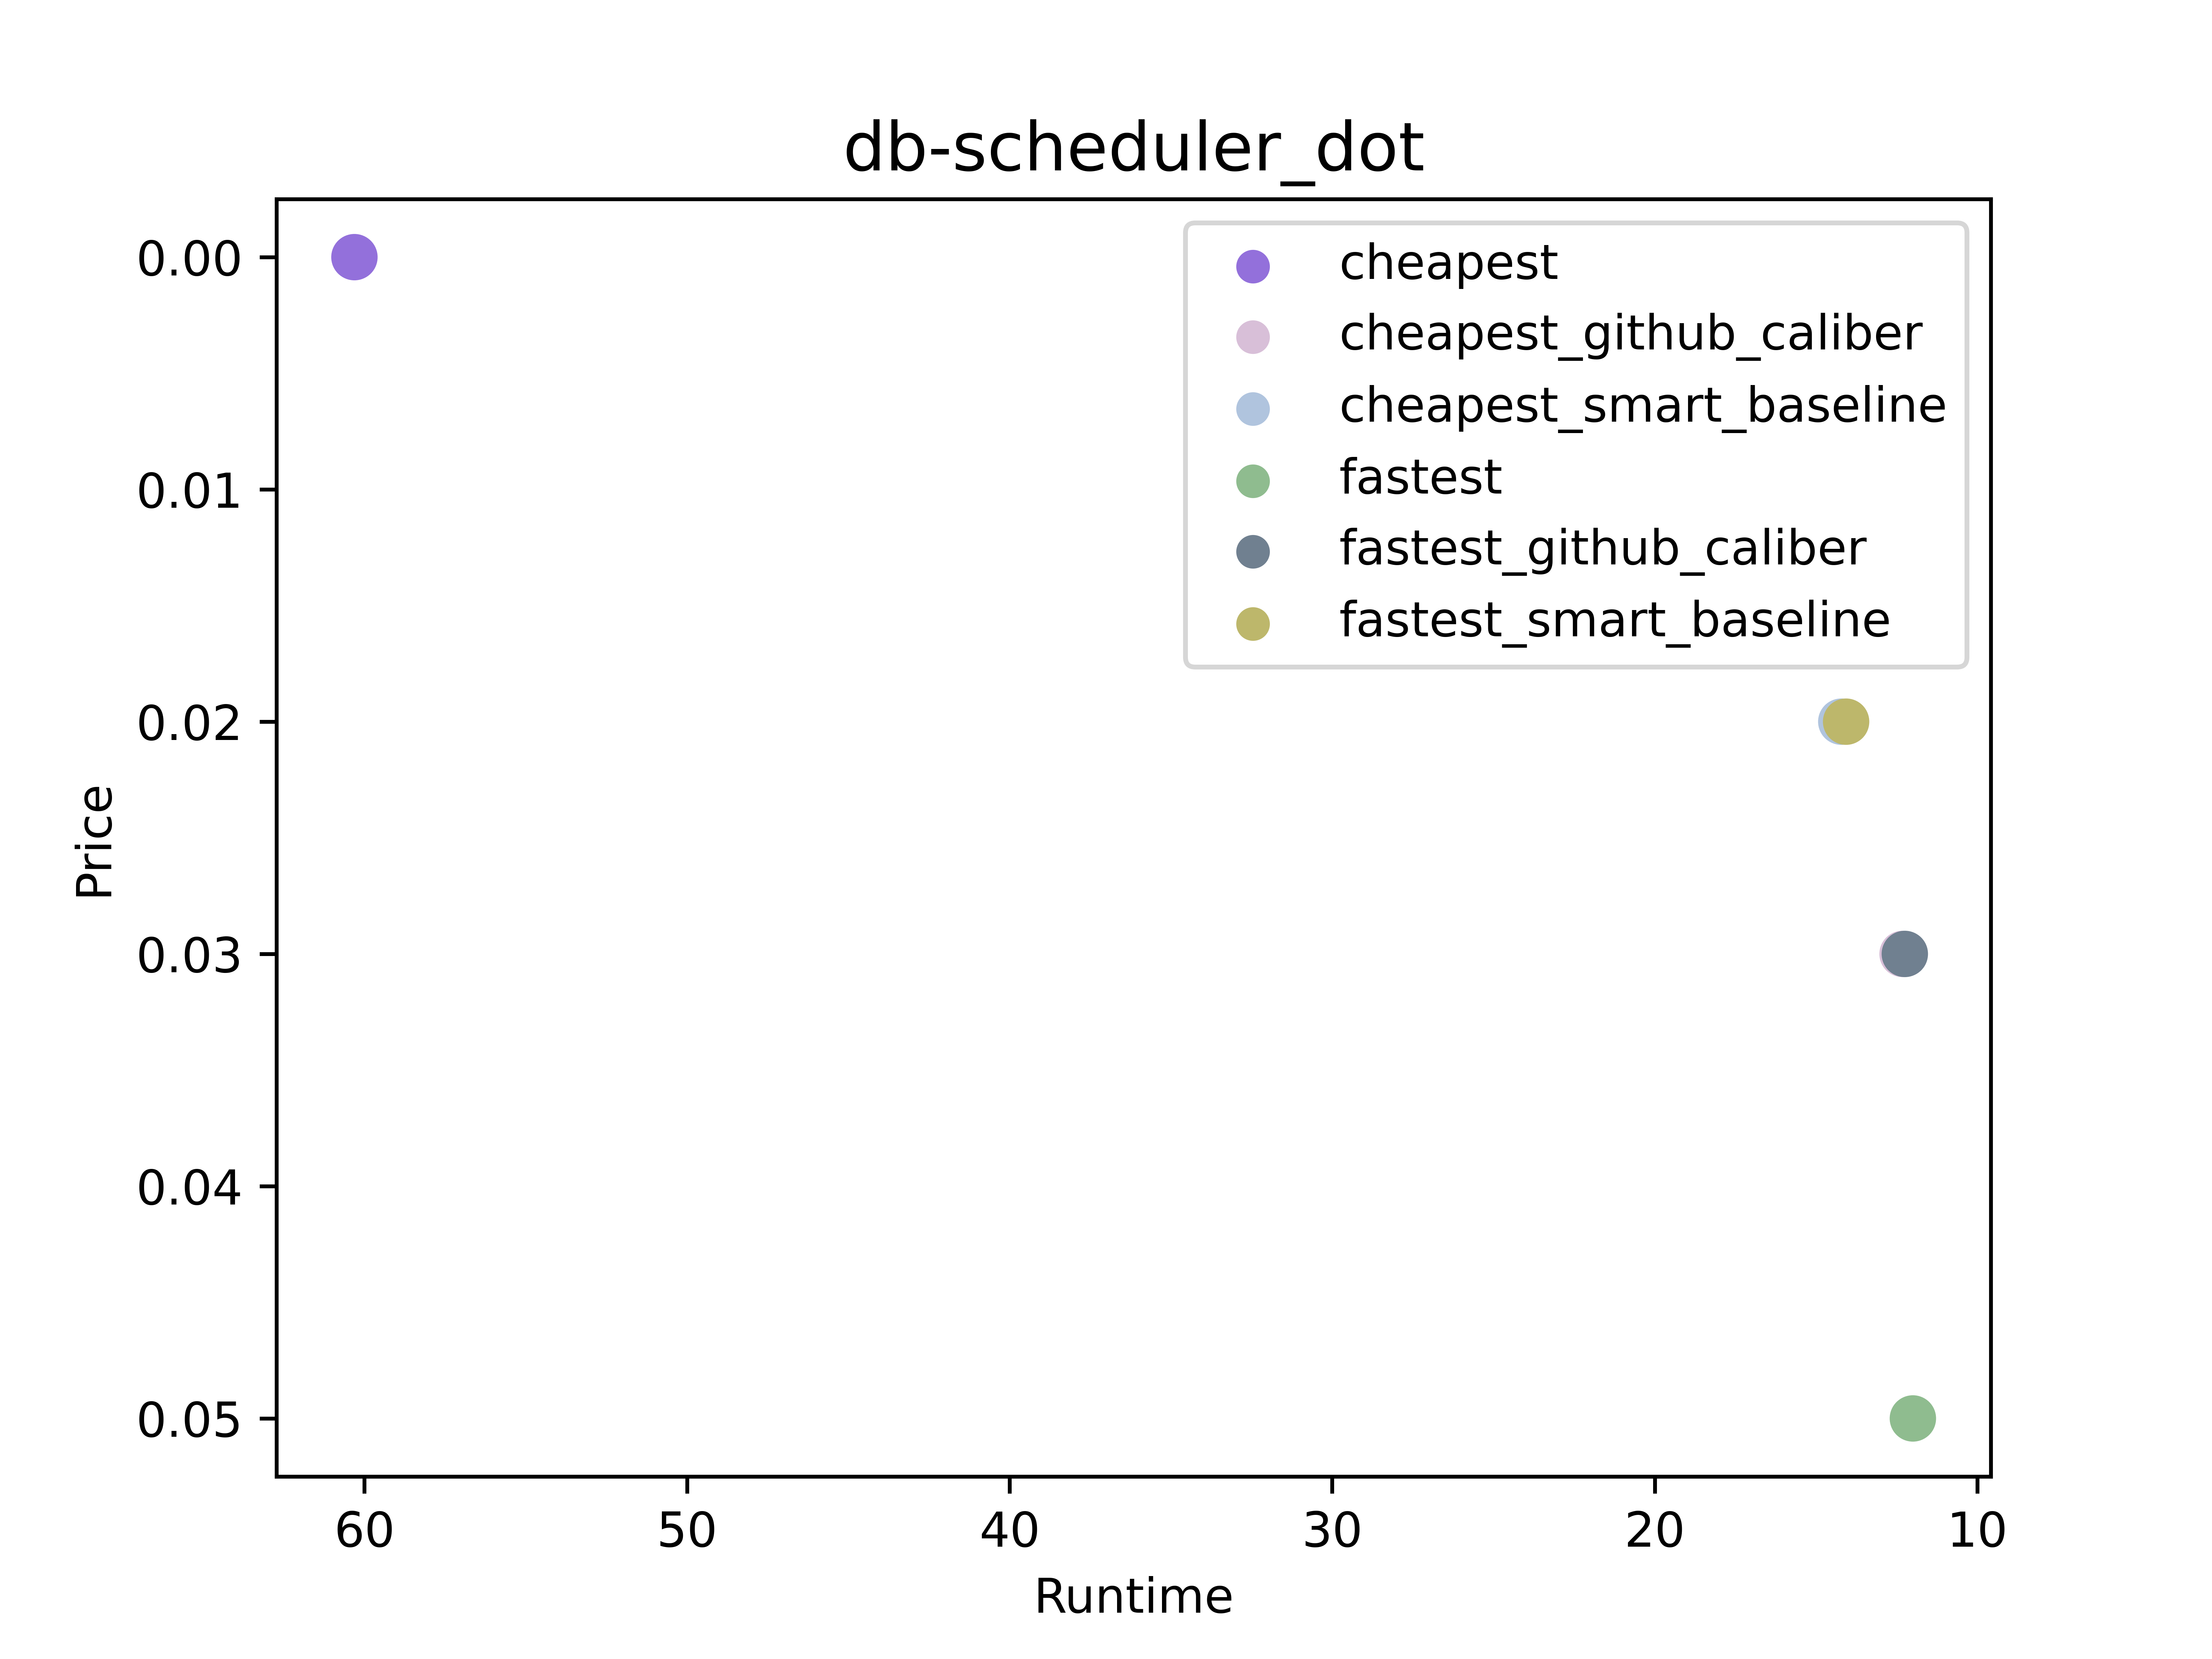 db-scheduler_dot
cheapest
cheapest_github_caliber
cheapest_smart_baseline
fastest
fastest_github_caliber
fastest_smart_baseline
0.00
0.01
0.02
0.03
0.04
0.05
Price
60 50 40 30 20 10
Runtime